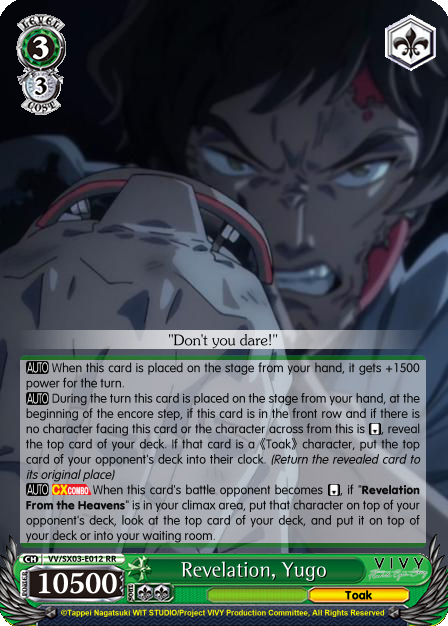 LEVEL
3
3
COST
"Don't you dare!"
AUTO When this card is placed on the stage from your hand, it gets +1500
power for the turn.
AUTO During the turn this card is placed on the stage from your hand, at the
beginning of the encore step, if this card is in the front row and if there is
no character facing this card or the character across from this is , reveal
the top card of your deck. If that card is a 《Toak》 character, put the top
card of your opponent's deck into their clock. (Return the revealed card to
its original place)
AUTO CXCOMBO When this card's battle opponent becomes , if "Revelation
From the Heavens" is in your climax area, put that character on top of your
opponent's deck, look at the top card of your deck, and put it on top of
your deck or into your waiting room.
CH VV/SX03-E012 RR
POWER 10500 SOUL Revelation, Yugo VIVY
Toak
©Tappei Nagatsuki WIT STUDIO/Project VIVY Production Committee, All Rights Reserved